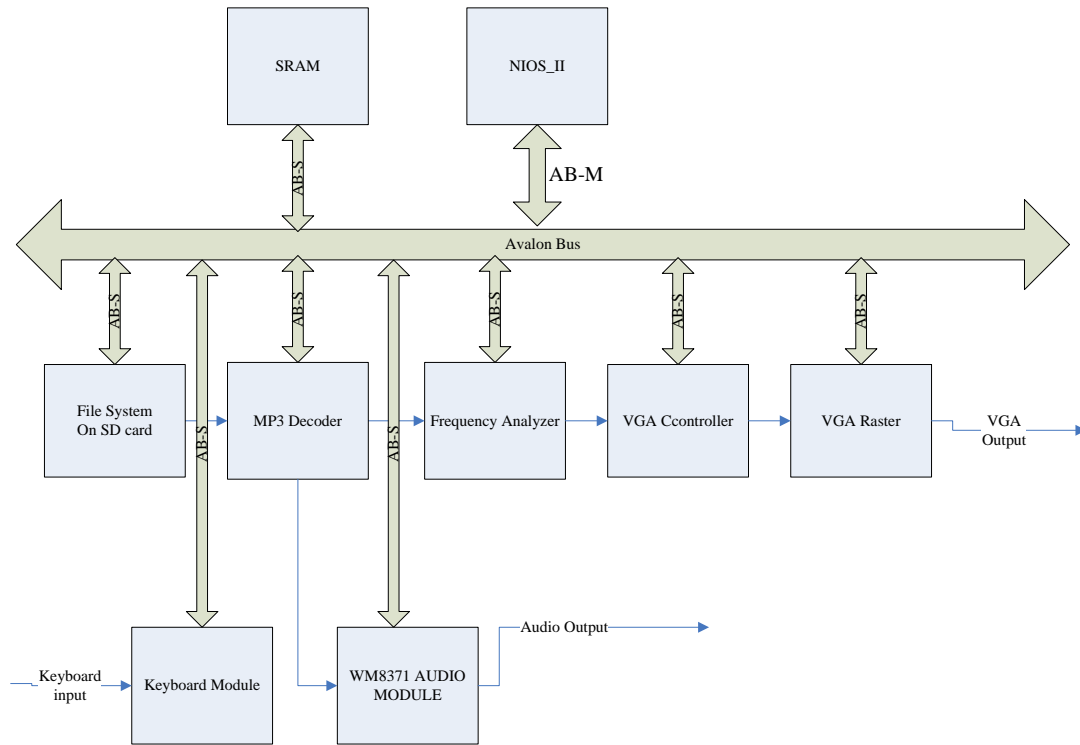 SRAM
NIOS_II
AB-S
AB-M
Avalon Bus
AB-S
AB-S
AB-S
AB-S
AB-S
File System
On SD card
MP3 Decoder
Frequency Analyzer
VGA Ccontroller
VGA Raster
VGA
Output
AB-S
AB-S
Audio Output
Keyboard
input
Keyboard Module
WM8371 AUDIO
MODULE